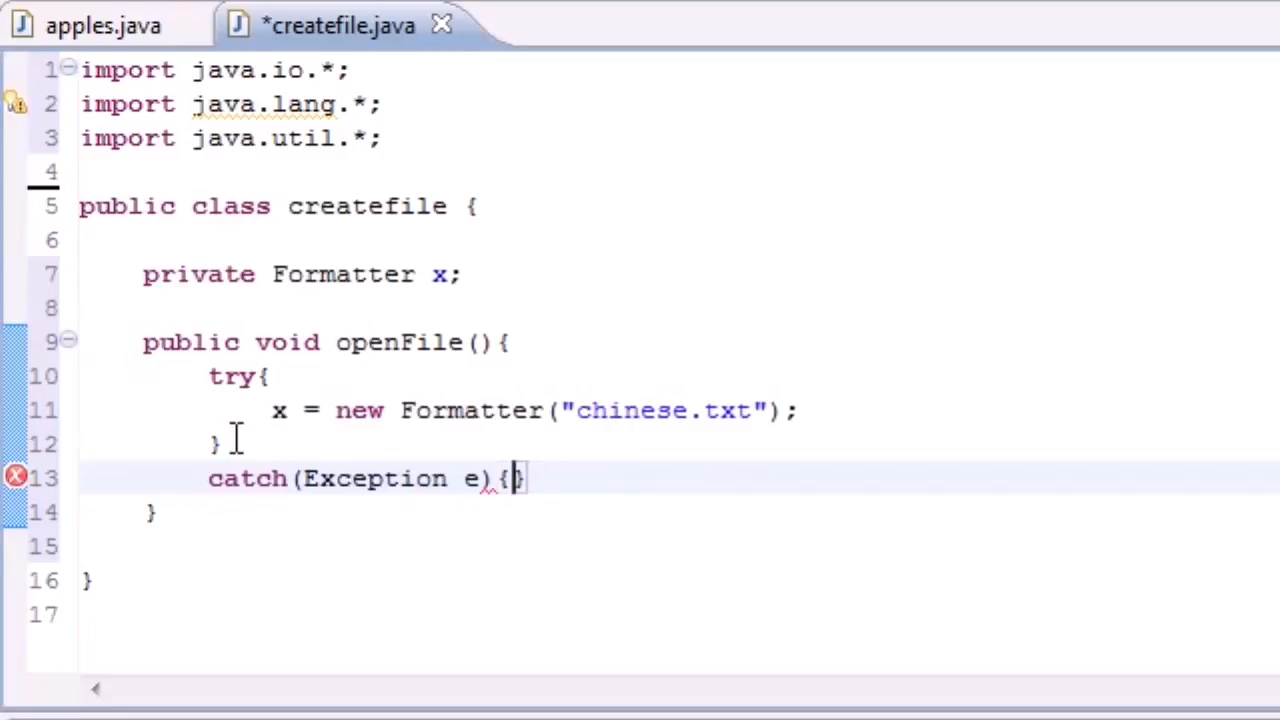 apples.java
*createfile.java
1 import java.io.*;
2 import java.lang.*;
3 import java.util.*;
4
5 public class createfile {
6
7 private Formatter x;
8
9 public void openFile(){
10 try{
11 x = new Formatter("chinese.txt");
12 }
13 catch(Exception e){}
14 }
15
16 }
17